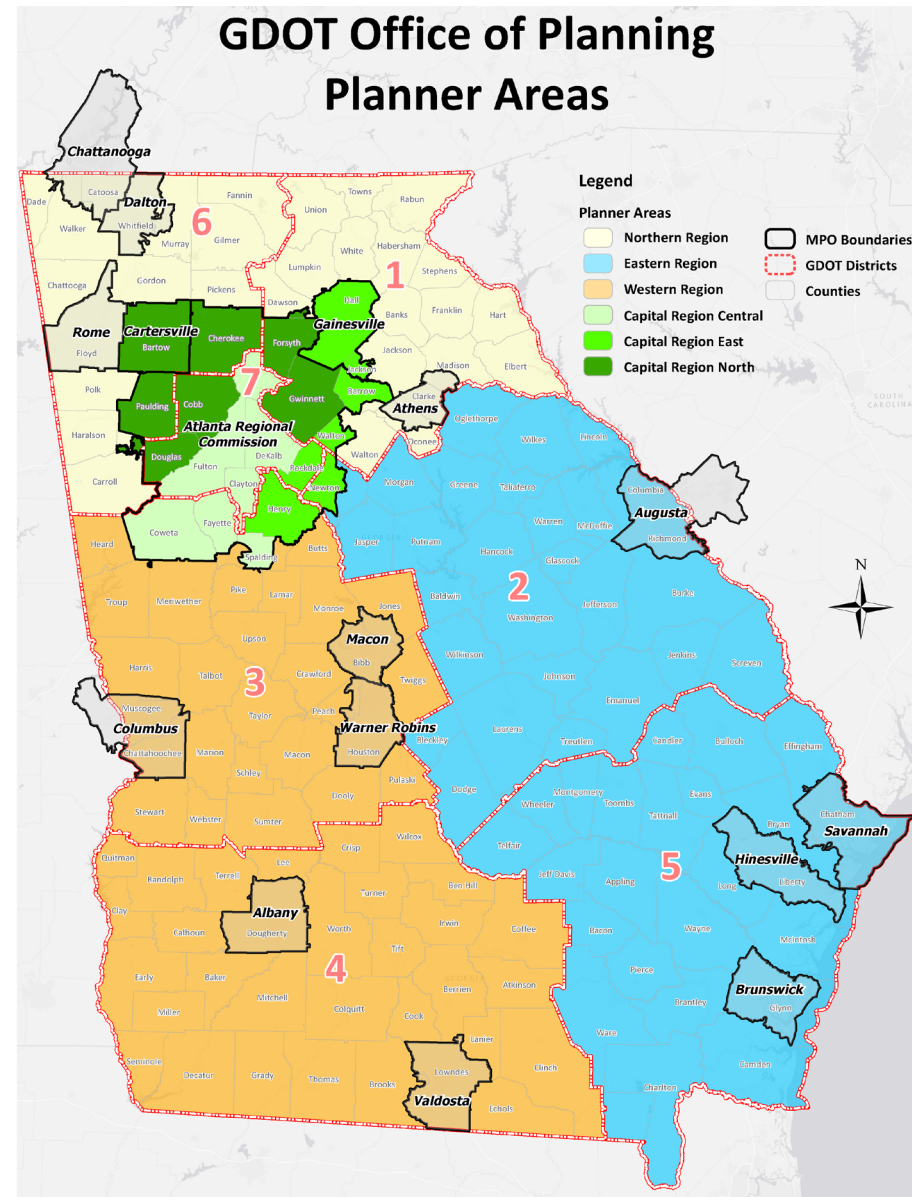 GDOT Office of Planning
Planner Areas
Legend
Planner Areas
Northern Region
Eastern Region
Western Region
Capital Region Central
Capital Region East
Capital Region North
MPO Boundaries
GDOT Districts
Counties
Chattanooga
Catoosa
Dalton
Dade
Fannin
Towns
Rabun
Union
Walker
Whitfield
6
Murray
Gilmer
White
Habersham
Lumpkin
1
Stephens
Chattooga
Gordon
Pickens
Dawson
Hall
Banks
Franklin
Hart
Rome
Floyd
Cartersville
Bartow
Cherokee
Forsyth
Gainesville
Jackson
Jackson
Madison
Elbert
Polk
7
Barrow
Clarke
Athens
Paulding
Cobb
Gwinnett
Oglethorpe
Haralson
Atlanta Regional
Commission
Walton
Oconee
Wilkes
Lincoln
Douglas
Fulton
DeKalb
Rockdale
Walton
Carroll
Clayton
Newton
Morgan
Greene
Taliaferro
Columbia
Augusta
Richmond
SOUTH
CAROLINA
Coweta
Fayette
Henry
Warren
McDuffie
Heard
Spalding
Butts
Jasper
Putnam
Hancock
Glascock
N
Troup
Meriwether
Pike
Lamar
Monroe
Jones
Baldwin
2
Washington
Jefferson
Burke
Upson
Macon
Bibb
Wilkinson
Jenkins
Screven
Harris
Talbot
3
Crawford
Twiggs
Johnson
Muscogee
Columbus
Chattahoochee
Taylor
Peach
Warner Robins
Houston
Bleckley
Laurens
Emanuel
Treutlen
Candler
Bulloch
Effingham
Marion
Macon
Schley
Pulaski
Dooly
Dodge
Wheeler
Montgomery
Toombs
Evans
Tattnall
Stewart
Webster
Sumter
Bryan
Chatham
Savannah
Quitman
Crisp
Wilcox
Telfair
Hinesville
Liberty
Long
Randolph
Terrell
Lee
Turner
Ben Hill
Jeff Davis
Appling
5
Clay
Albany
Dougherty
Calhoun
Worth
Irwin
Coffee
Bacon
Wayne
McIntosh
Tift
Early
Baker
4
Mitchell
Colquitt
Berrien
Atkinson
Pierce
Brantley
Brunswick
Glynn
Miller
Cook
Ware
Lanier
Seminole
Decatur
Grady
Thomas
Brooks
Lowndes
Valdosta
Clinch
Echols
Charlton
Camden